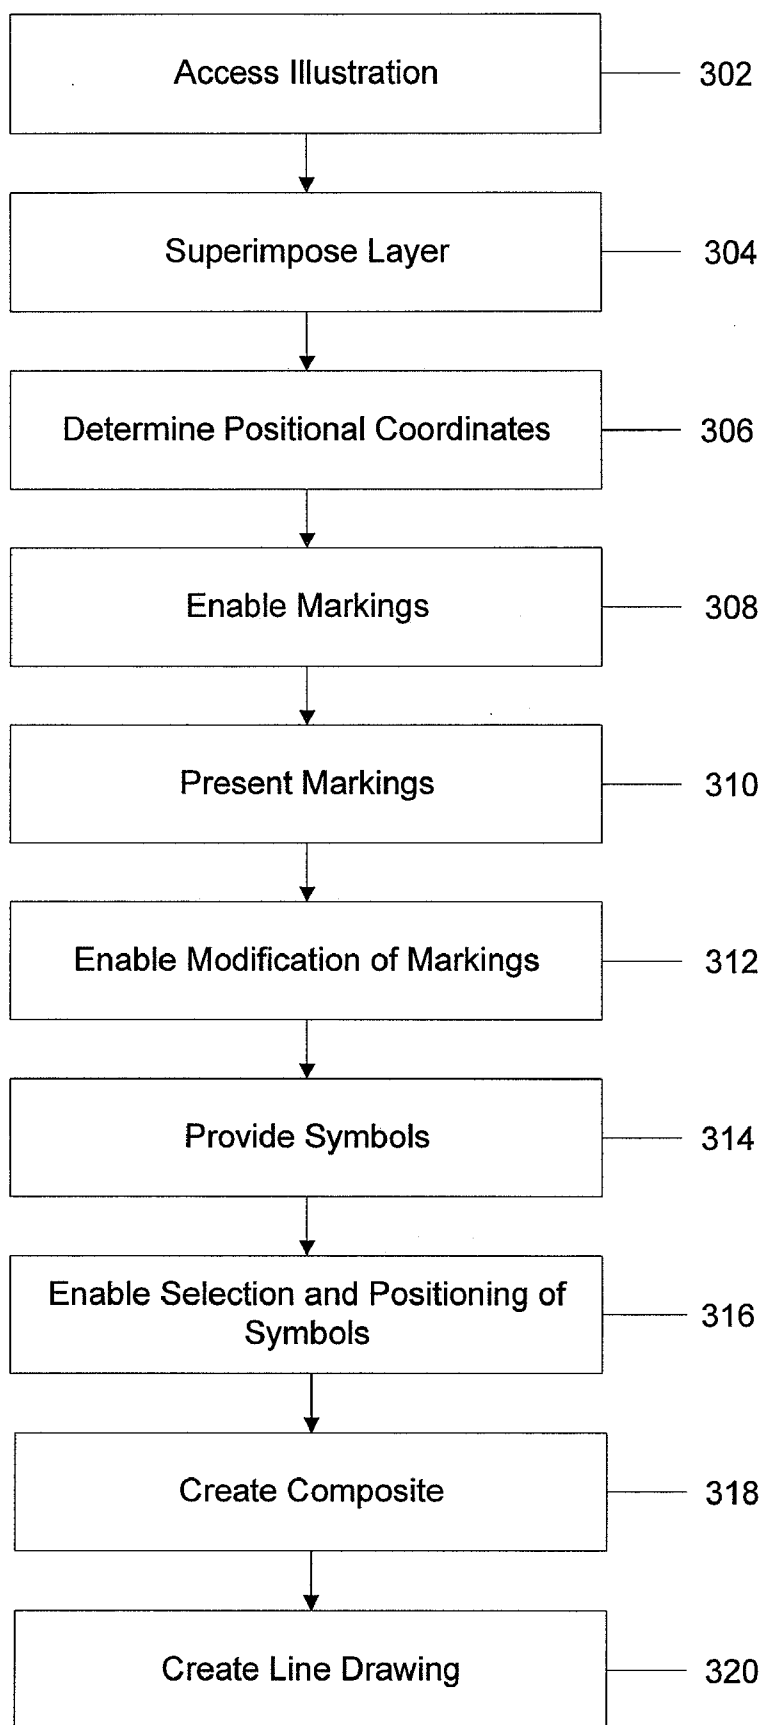 Access Illustration
302
Superimpose Layer
304
Determine Positional Coordinates
306
Enable Markings
308
Present Markings
310
Enable Modification of Markings
312
Provide Symbols
314
Enable Selection and Positioning of
Symbols
316
Create Composite
318
Create Line Drawing
320